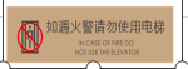 如遇火警请勿使用电梯
IN CASE OF FIRE DO
NOT USE THE ELEVATOR